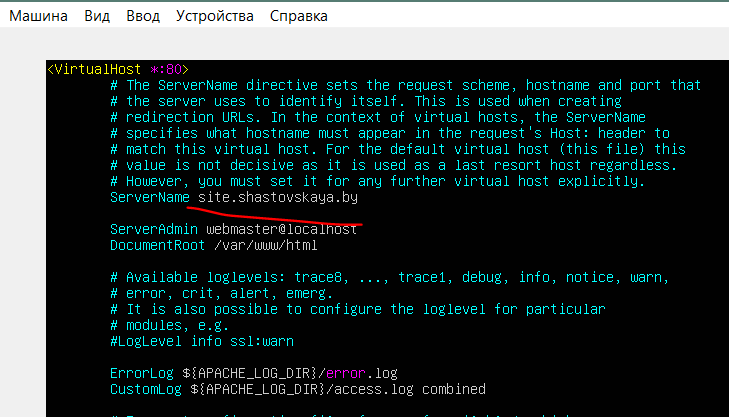 Машина Вид Ввод Устройства Справка
<VirtualHost *:80>
# The ServerName directive sets the request scheme, hostname and port that
# the server uses to identify itself. This is used when creating
# redirection URLs. In the context of virtual hosts, the ServerName
# specifies what hostname must appear in the request's Host: header to
# match this virtual host. For the default virtual host (this file) this
# value is not decisive as it is used as a last resort host regardless.
# However, you must set it for any further virtual host explicitly.
ServerName site.shastovskaya.by
ServerAdmin webmaster@localhost
DocumentRoot /var/www/html
# Available loglevels: trace8, ..., trace1, debug, info, notice, warn,
# error, crit, alert, emerg.
# It is also possible to configure the loglevel for particular
# modules, e.g.
#LogLevel info ssl:warn
ErrorLog ${APACHE_LOG_DIR}/error.log
CustomLog ${APACHE_LOG_DIR}/access.log combined